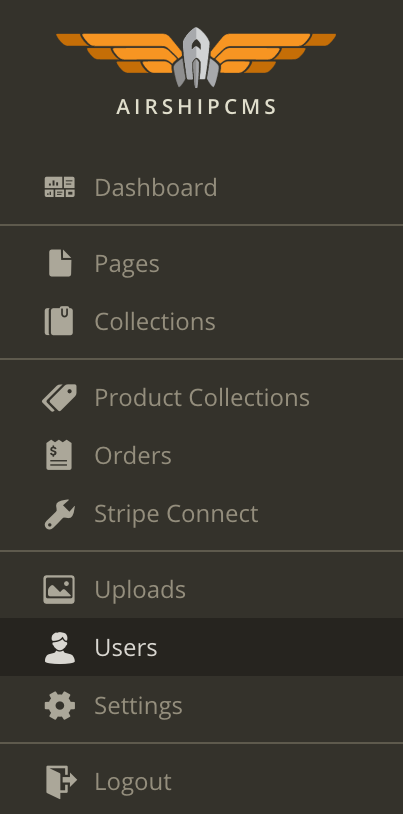 AIRSHIPCMS
Dashboard
Pages
Collections
Product Collections
Orders
Stripe Connect
Uploads
Users
Settings
Logout